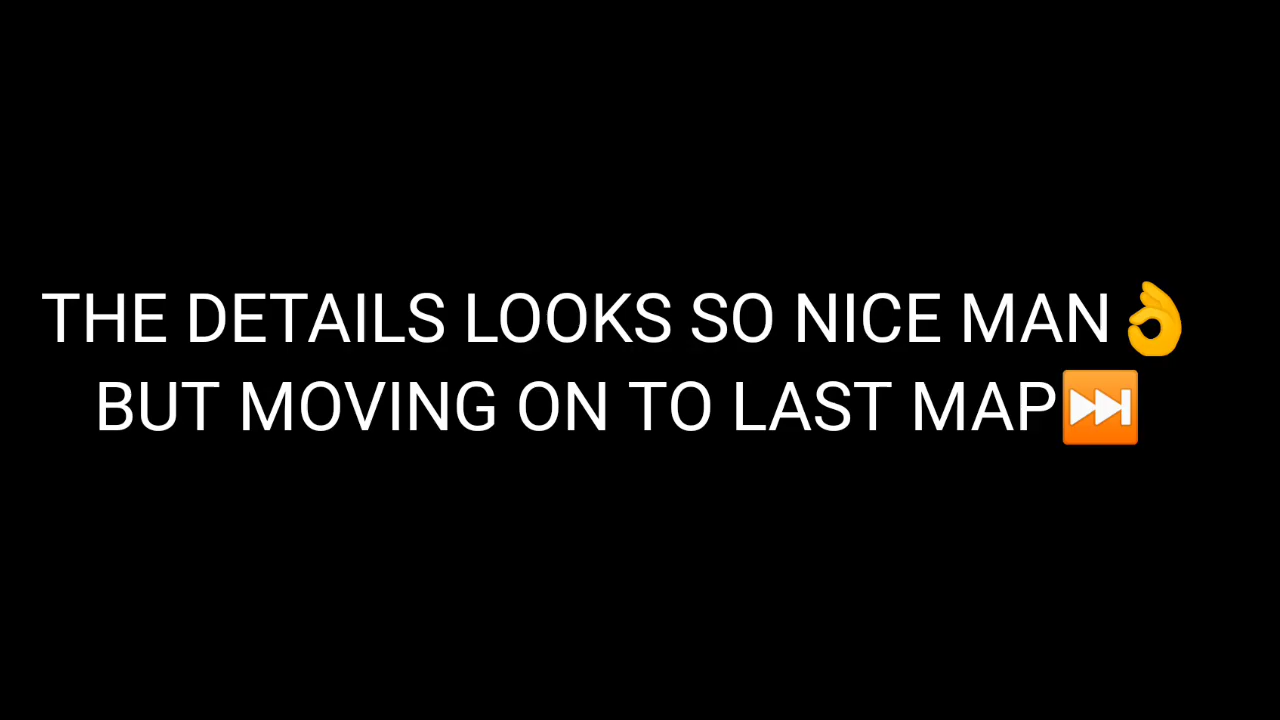 THE DETAILS LOOKS SO NICE MAN👌
BUT MOVING ON TO LAST MAP⏭️